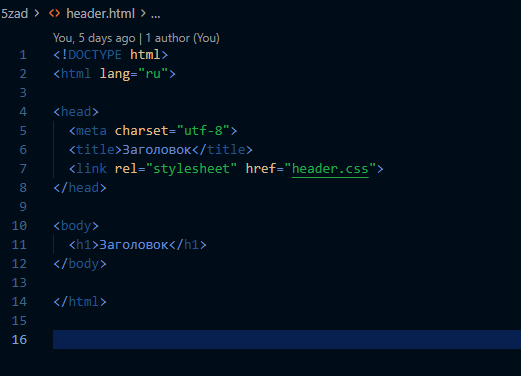 5zad > <> header.html > ...
You, 5 days ago | 1 author (You)
1 <!DOCTYPE html>
2 <html lang="ru">
3
4 <head>
5 <meta charset="utf-8">
6 <title>Заголовок</title>
7 <link rel="stylesheet" href="header.css">
8 </head>
9
10 <body>
11 <h1>Заголовок</h1>
12 </body>
13
14 </html>
15
16